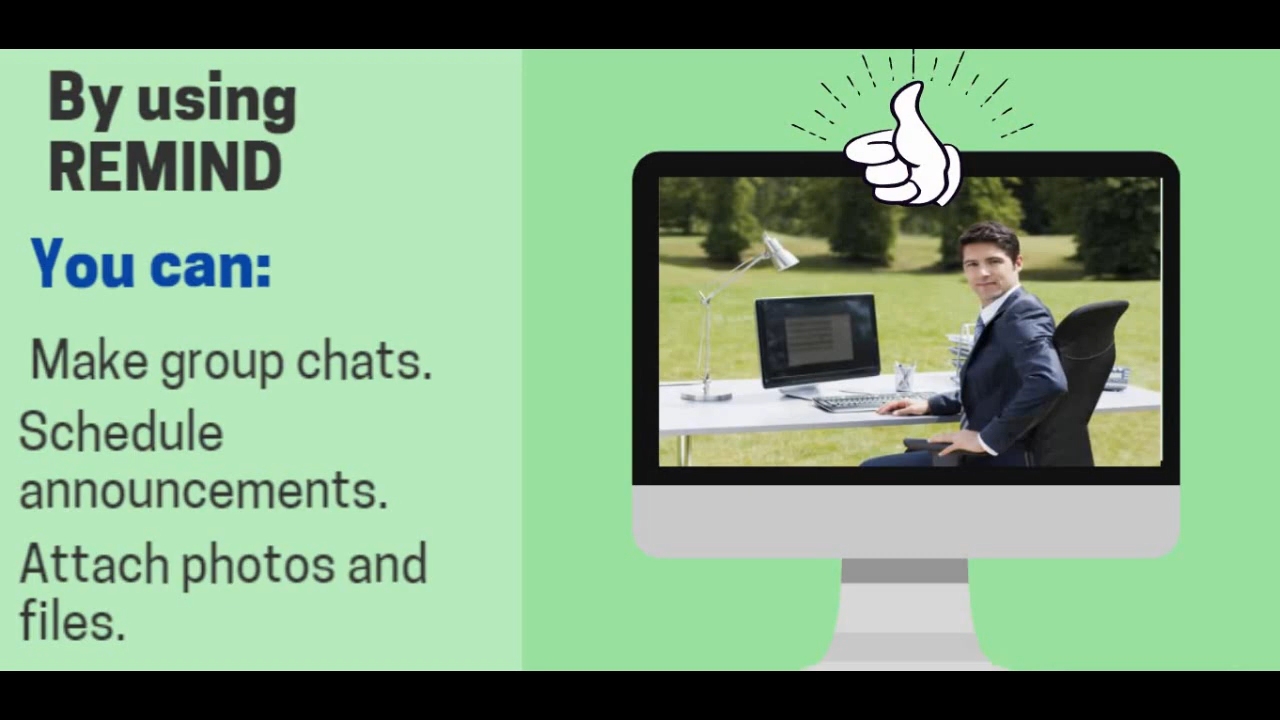 By using
REMIND
You can:
Make group chats.
Schedule
announcements.
Attach photos and
files.